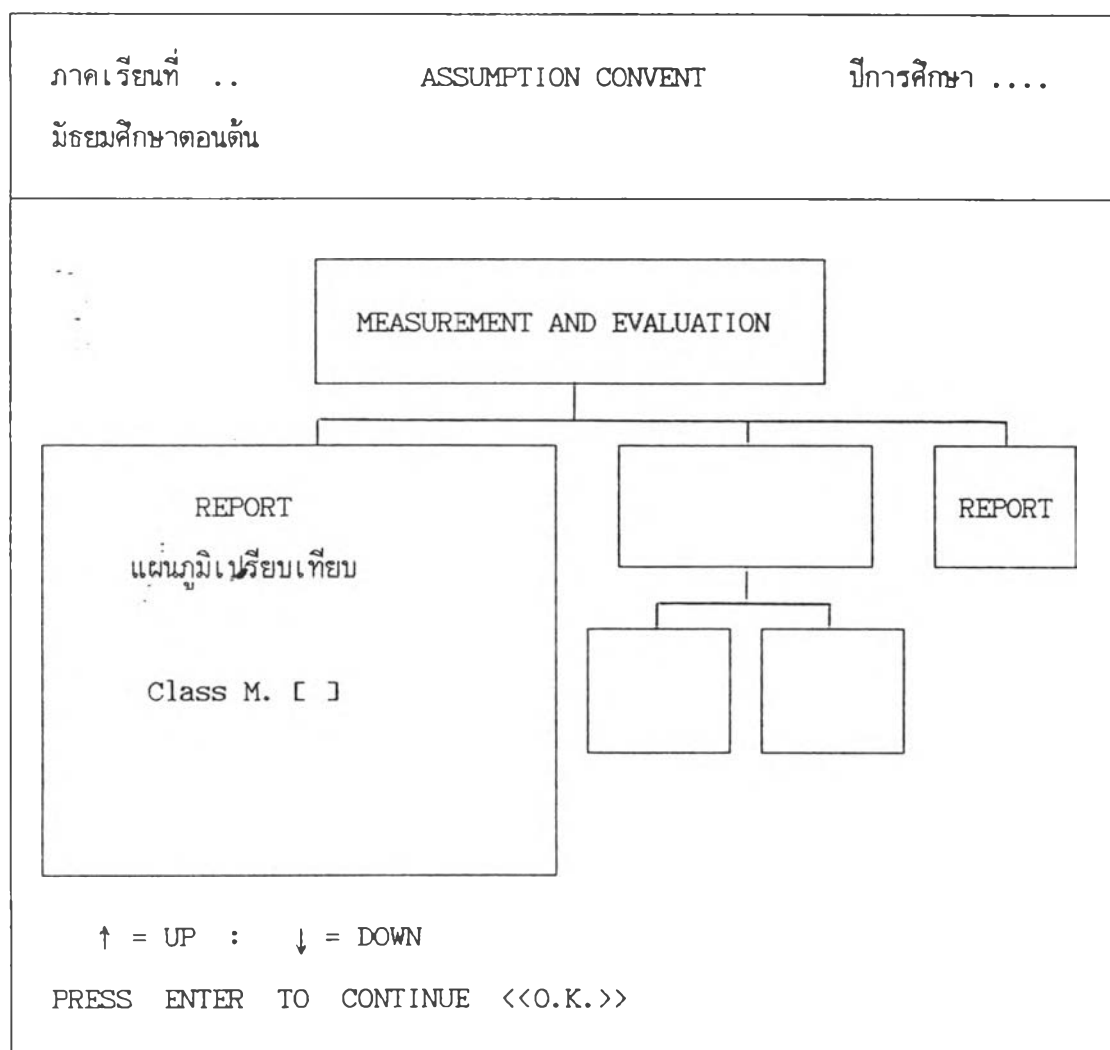 ภาคเรียนที่ .. ASSUMPTION CONVENT ปีการศึกษา ....
มัธยมศึกษาตอนต้น
MEASUREMENT AND EVALUATION
REPORT
แผ่นภูมิเปรียบเทียบ
Class M. [ ]
REPORT
↑ = UP : ↓ = DOWN
PRESS ENTER TO CONTINUE <<O.K.>>